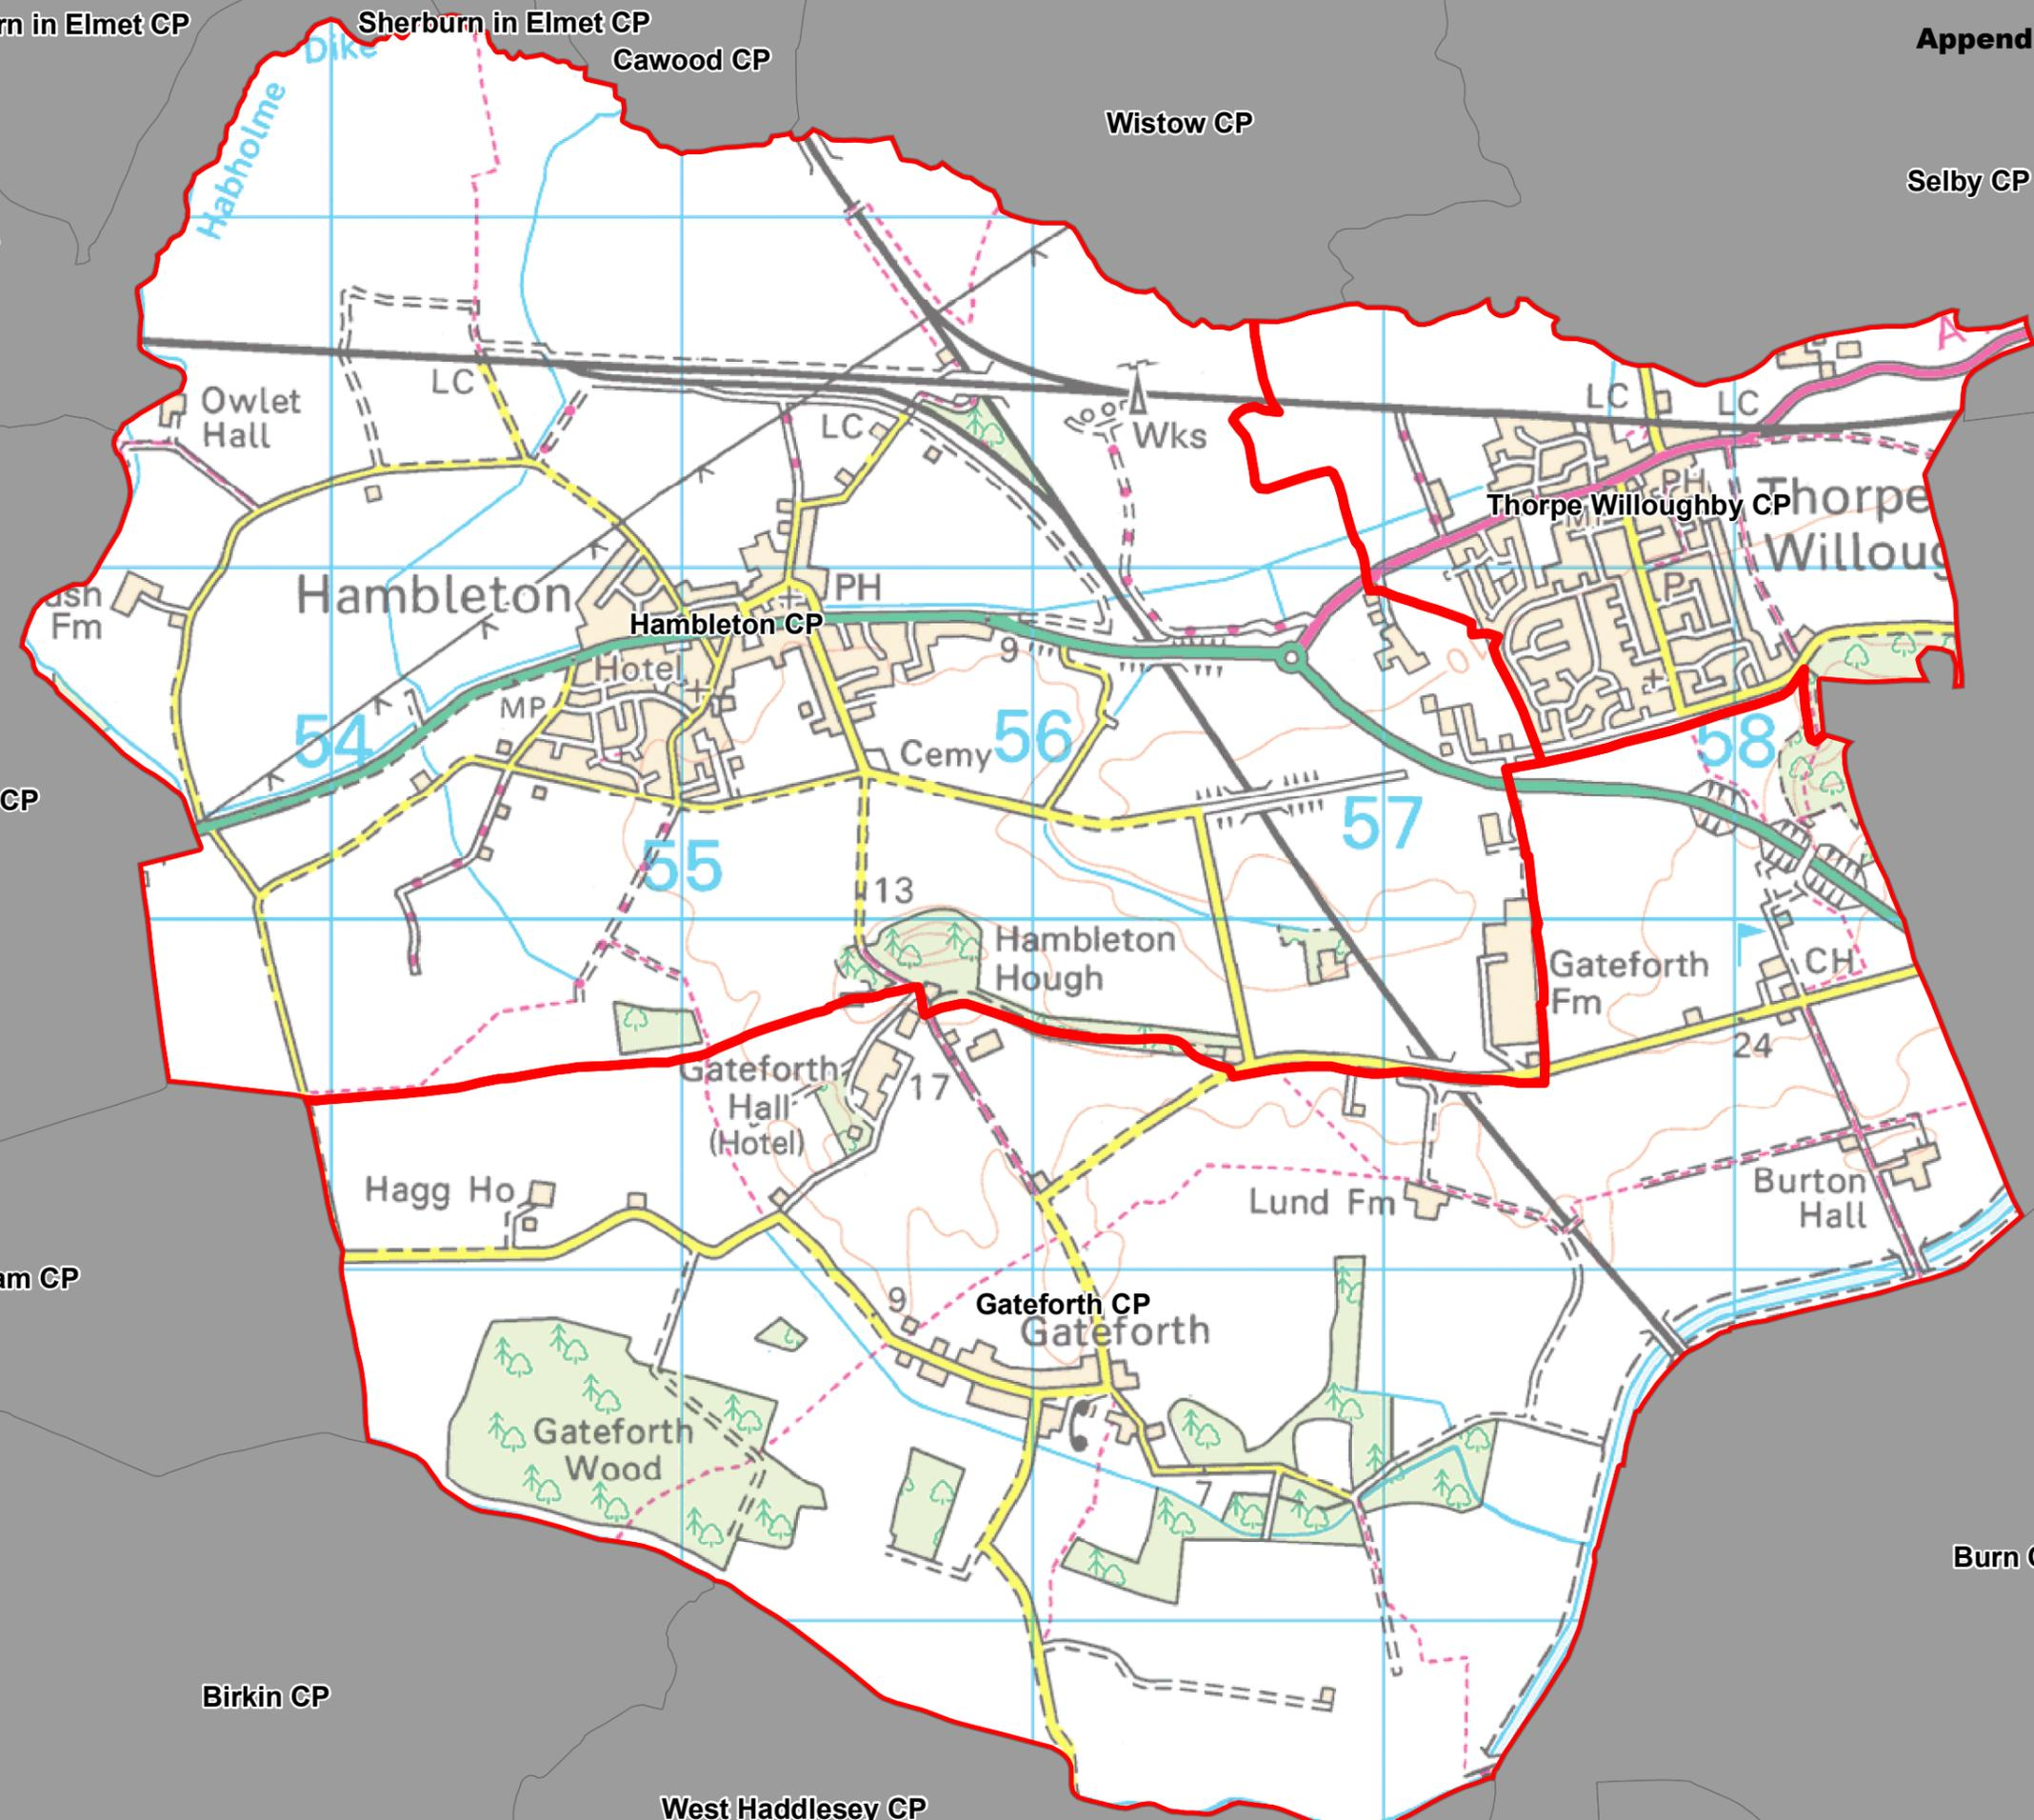 rn in Elmet CP
Sherburn in Elmet CP
Cawood CP
Append
Wistow CP
Selby CP
Habholme
Dike
A
LC
LC
LC
Owlet
Hall
LC
Wks
PH
Thorpe Willoughby CP
Thorpe
Willoug
PH
P
ush
Fm
Hambleton
Hambleton CP
Hotel
MP
9
54
56
Cemy
58
CP
57
55
13
Hambleton
Hough
Gateforth
Fm
CH
24
Gateforth
Hall
(Hotel)
17
Hagg Ho
Lund Fm
Burton
Hall
am CP
9
Gateforth CP
Gateforth
Gateforth
Wood
7
Burn
Birkin CP
West Haddlesey CP